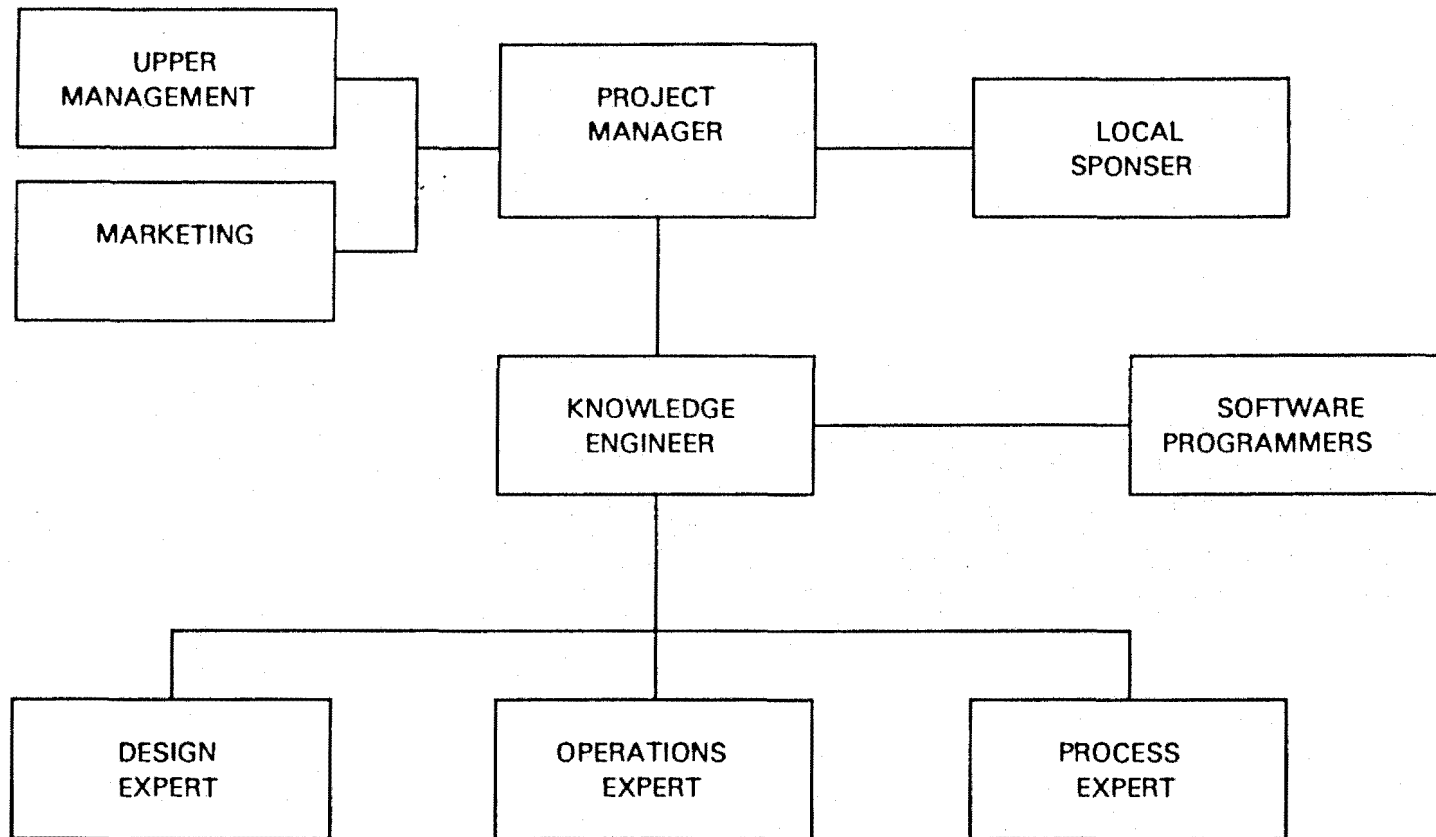 UPPER
MANAGEMENT
PROJECT
MANAGER
LOCAL
SPONSER
MARKETING
KNOWLEDGE
ENGINEER
SOFTWARE
PROGRAMMERS
DESIGN
EXPERT
OPERATIONS
EXPERT
PROCESS
EXPERT